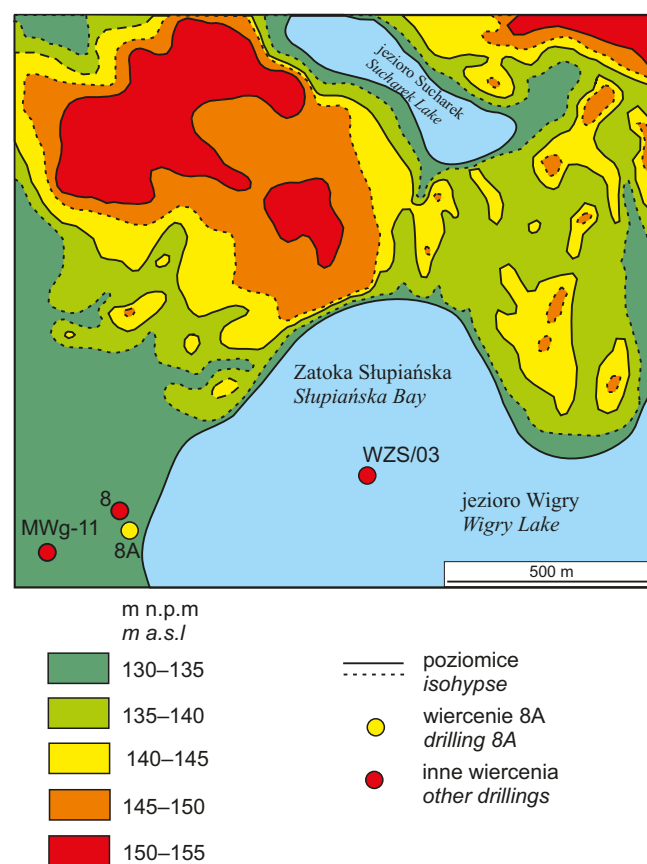 jezioro Sucharek
Sucharek Lake
Zatoka Słupiańska
Słupiańska Bay
WZS/03
jezioro Wigry
Wigry Lake
8
MWg-11
8A
500 m
m n.p.m
m a.s.l
130–135
135–140
140–145
145–150
150–155
poziomice
isohypse
wiercenie 8A
drilling 8A
inne wiercenia
other drillings